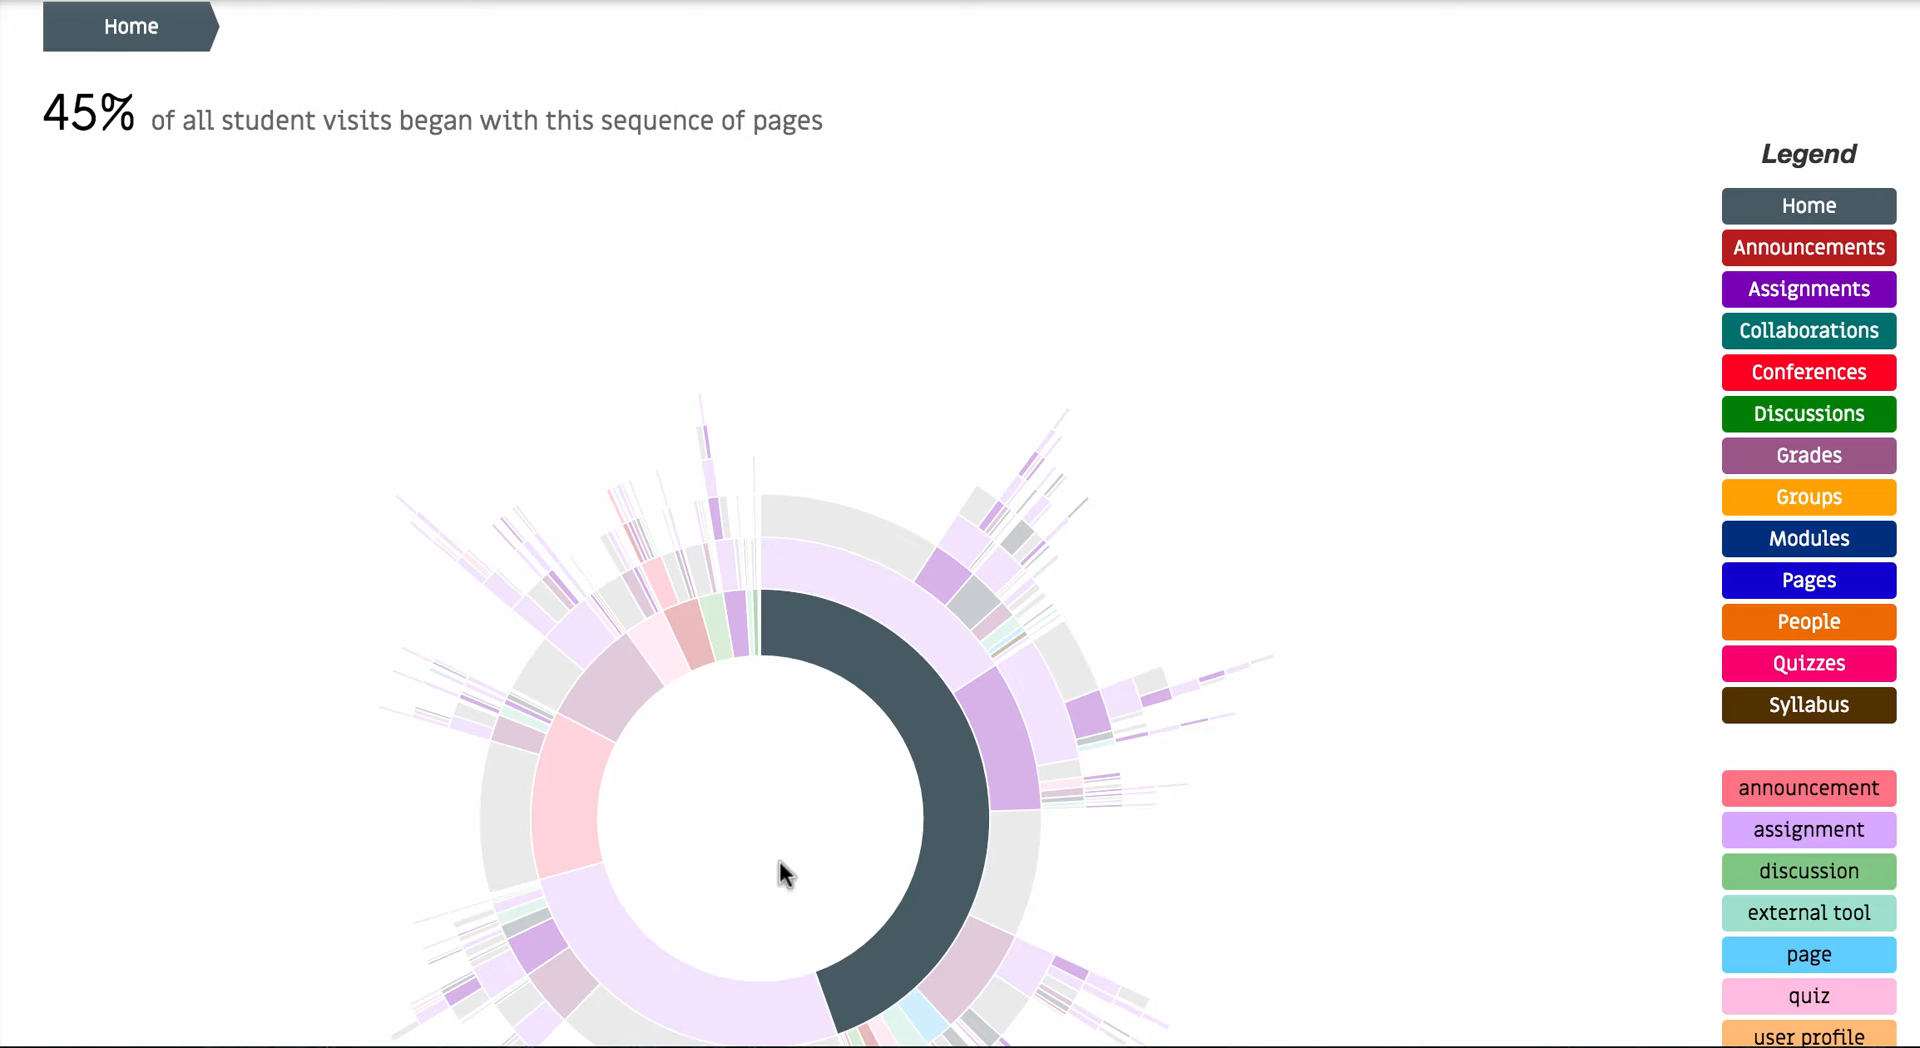 Home
45% of all student visits began with this sequence of pages
Legend
Home
Announcements
Assignments
Collaborations
Conferences
Discussions
Grades
Groups
Modules
Pages
People
Quizzes
Syllabus
announcement
assignment
discussion
external tool
page
quiz
user profile